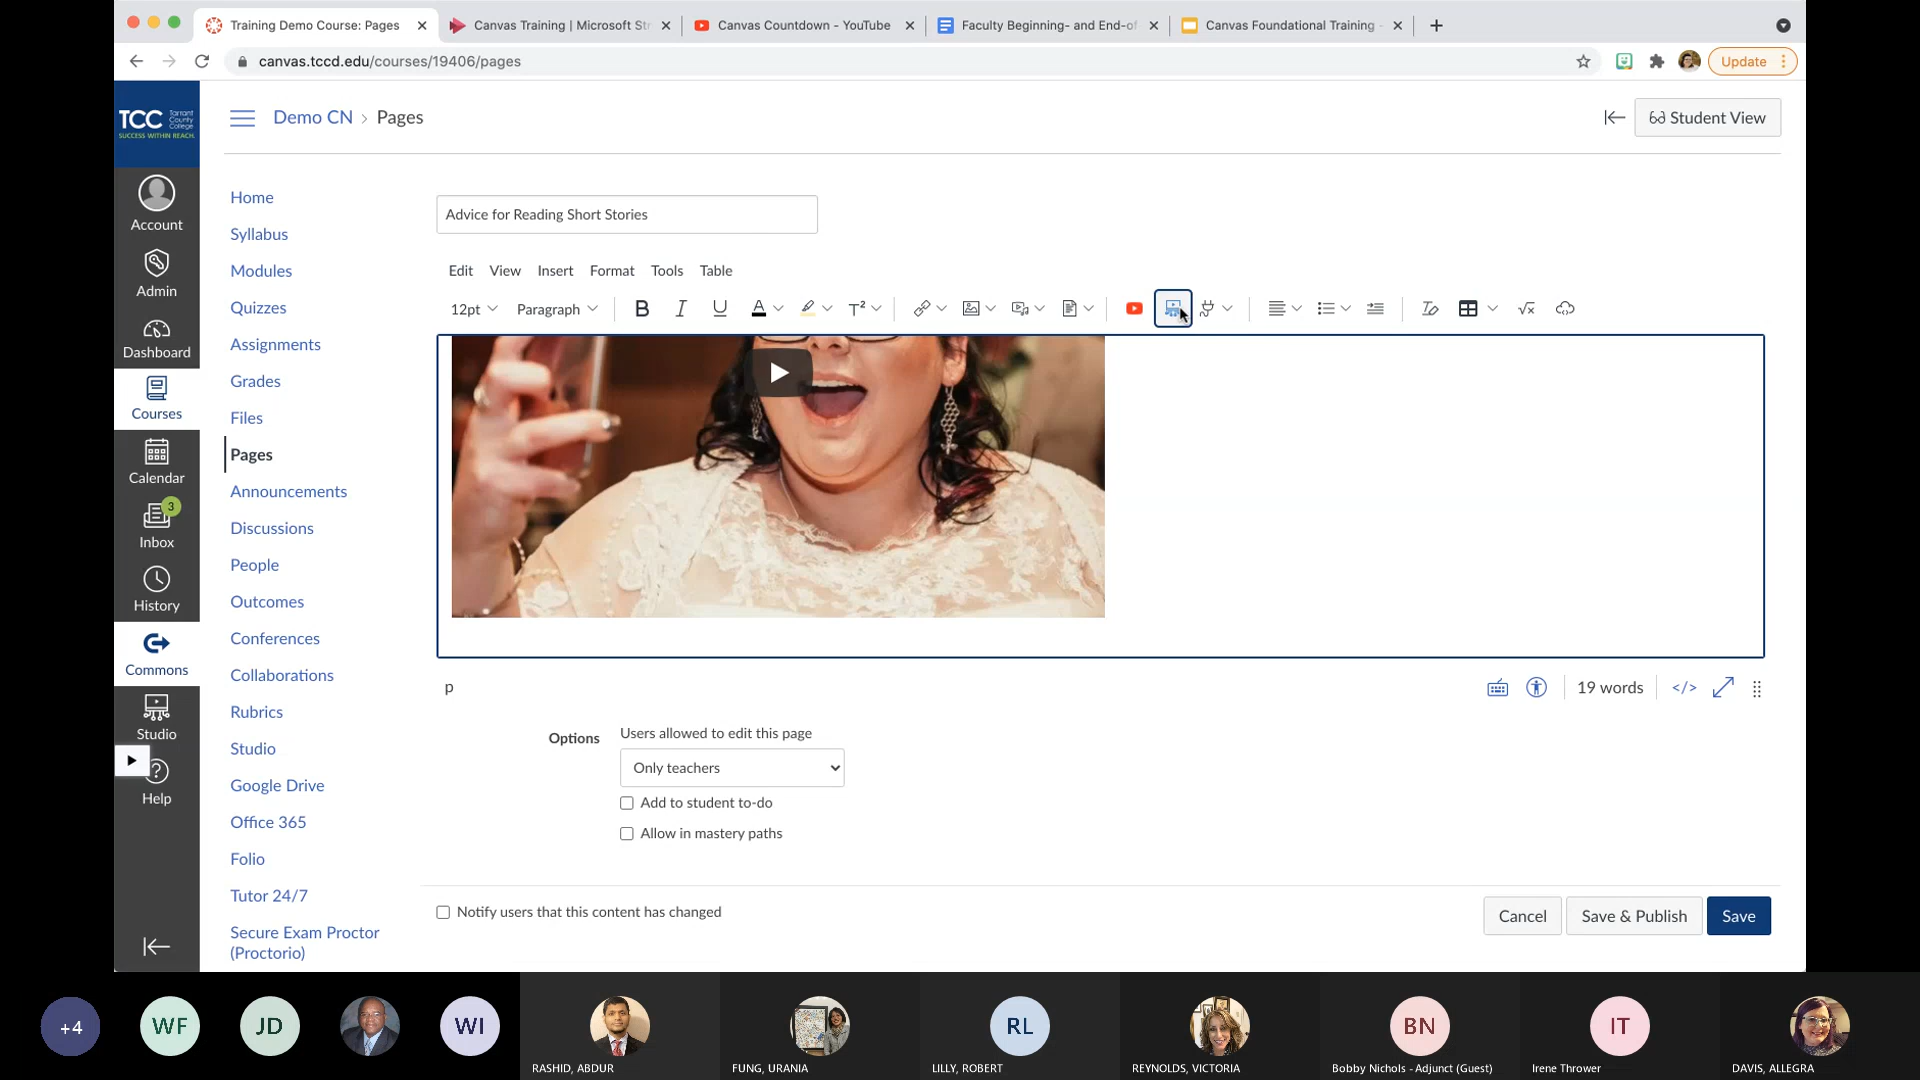 Training Demo Course: Pages
Canvas Training | Microsoft Str
Canvas Countdown - YouTube
Faculty Beginning- and End-of
Canvas Foundational Training -
canvas.tccd.edu/courses/19406/pages
Update
TCC Tarrant County College
SUCCESS WITHIN REACH.
Demo CN > Pages
Student View
Account
Admin
Dashboard
Courses
Calendar
3
Inbox
History
Commons
Studio
Help
Home
Syllabus
Modules
Quizzes
Assignments
Grades
Files
Pages
Announcements
Discussions
People
Outcomes
Conferences
Collaborations
Rubrics
Studio
Google Drive
Office 365
Folio
Tutor 24/7
Secure Exam Proctor
(Proctorio)
Advice for Reading Short Stories
Edit View Insert Format Tools Table
12pt Paragraph B I U A T²
p
19 words </>
Options
Users allowed to edit this page
Only teachers
Add to student to-do
Allow in mastery paths
Notify users that this content has changed
Cancel Save & Publish Save
+4 WF JD WI RL BN IT
RASHID, ABDUR
FUNG, URANIA
LILLY, ROBERT
REYNOLDS, VICTORIA
Bobby Nichols - Adjunct (Guest)
Irene Thrower
DAVIS, ALLEGRA